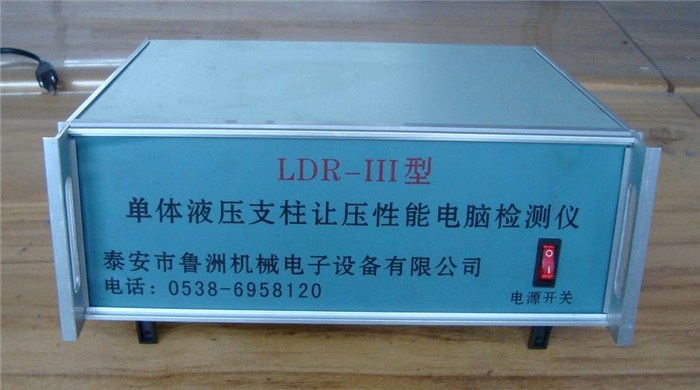 LDR-III型
单体液压支柱让压性能电脑检测仪
泰安市鲁洲机械电子设备有限公司
电话：0538-6958120
电源开关